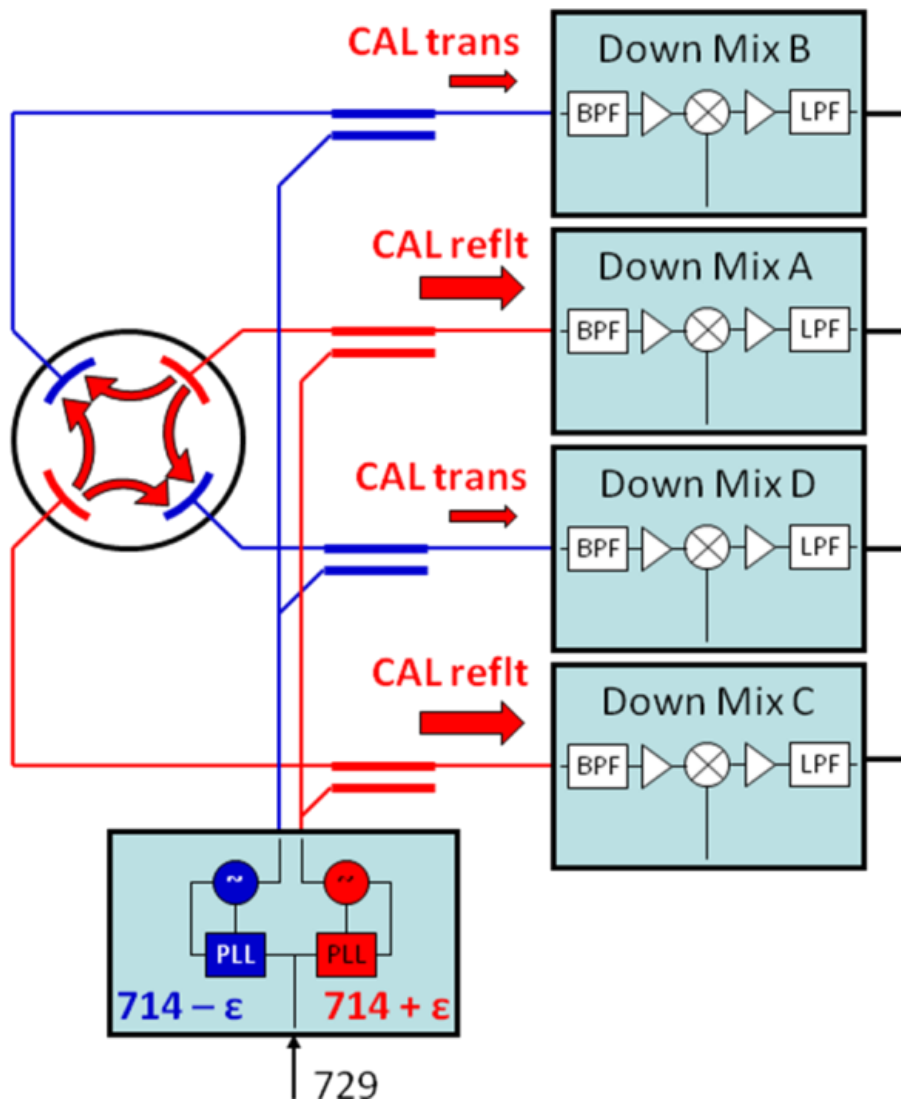 CAL trans
Down Mix B
BPF
LPF
CAL reflt
Down Mix A
BPF
LPF
CAL trans
Down Mix D
BPF
LPF
CAL reflt
Down Mix C
BPF
LPF
~
~
PLL
PLL
714 – ε
714 + ε
729